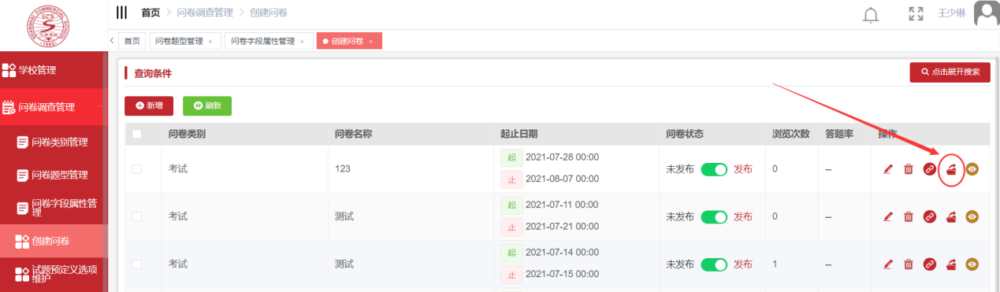 SHANGHAI COMMERCIAL SCHOOL
SCS
1960
首页 > 问卷调查管理 > 创建问卷
王少琳
首页
问卷题型管理 ×
问卷字段属性管理 ×
创建问卷 ×
学校管理
问卷调查管理
问卷类别管理
问卷题型管理
问卷字段属性管
理
创建问卷
试题预定义选项
维护
查询条件
点击展开搜索
新增
刷新
问卷类别 问卷名称 起止日期 问卷状态 浏览次数 答题率 操作
考试 123 起 2021-07-28 00:00 未发布 发布 0 --
止 2021-08-07 00:00
考试 测试 起 2021-07-11 00:00 未发布 发布 0 --
止 2021-07-21 00:00
考试 测试 起 2021-07-14 00:00 未发布 发布 1 --
止 2021-07-15 00:00